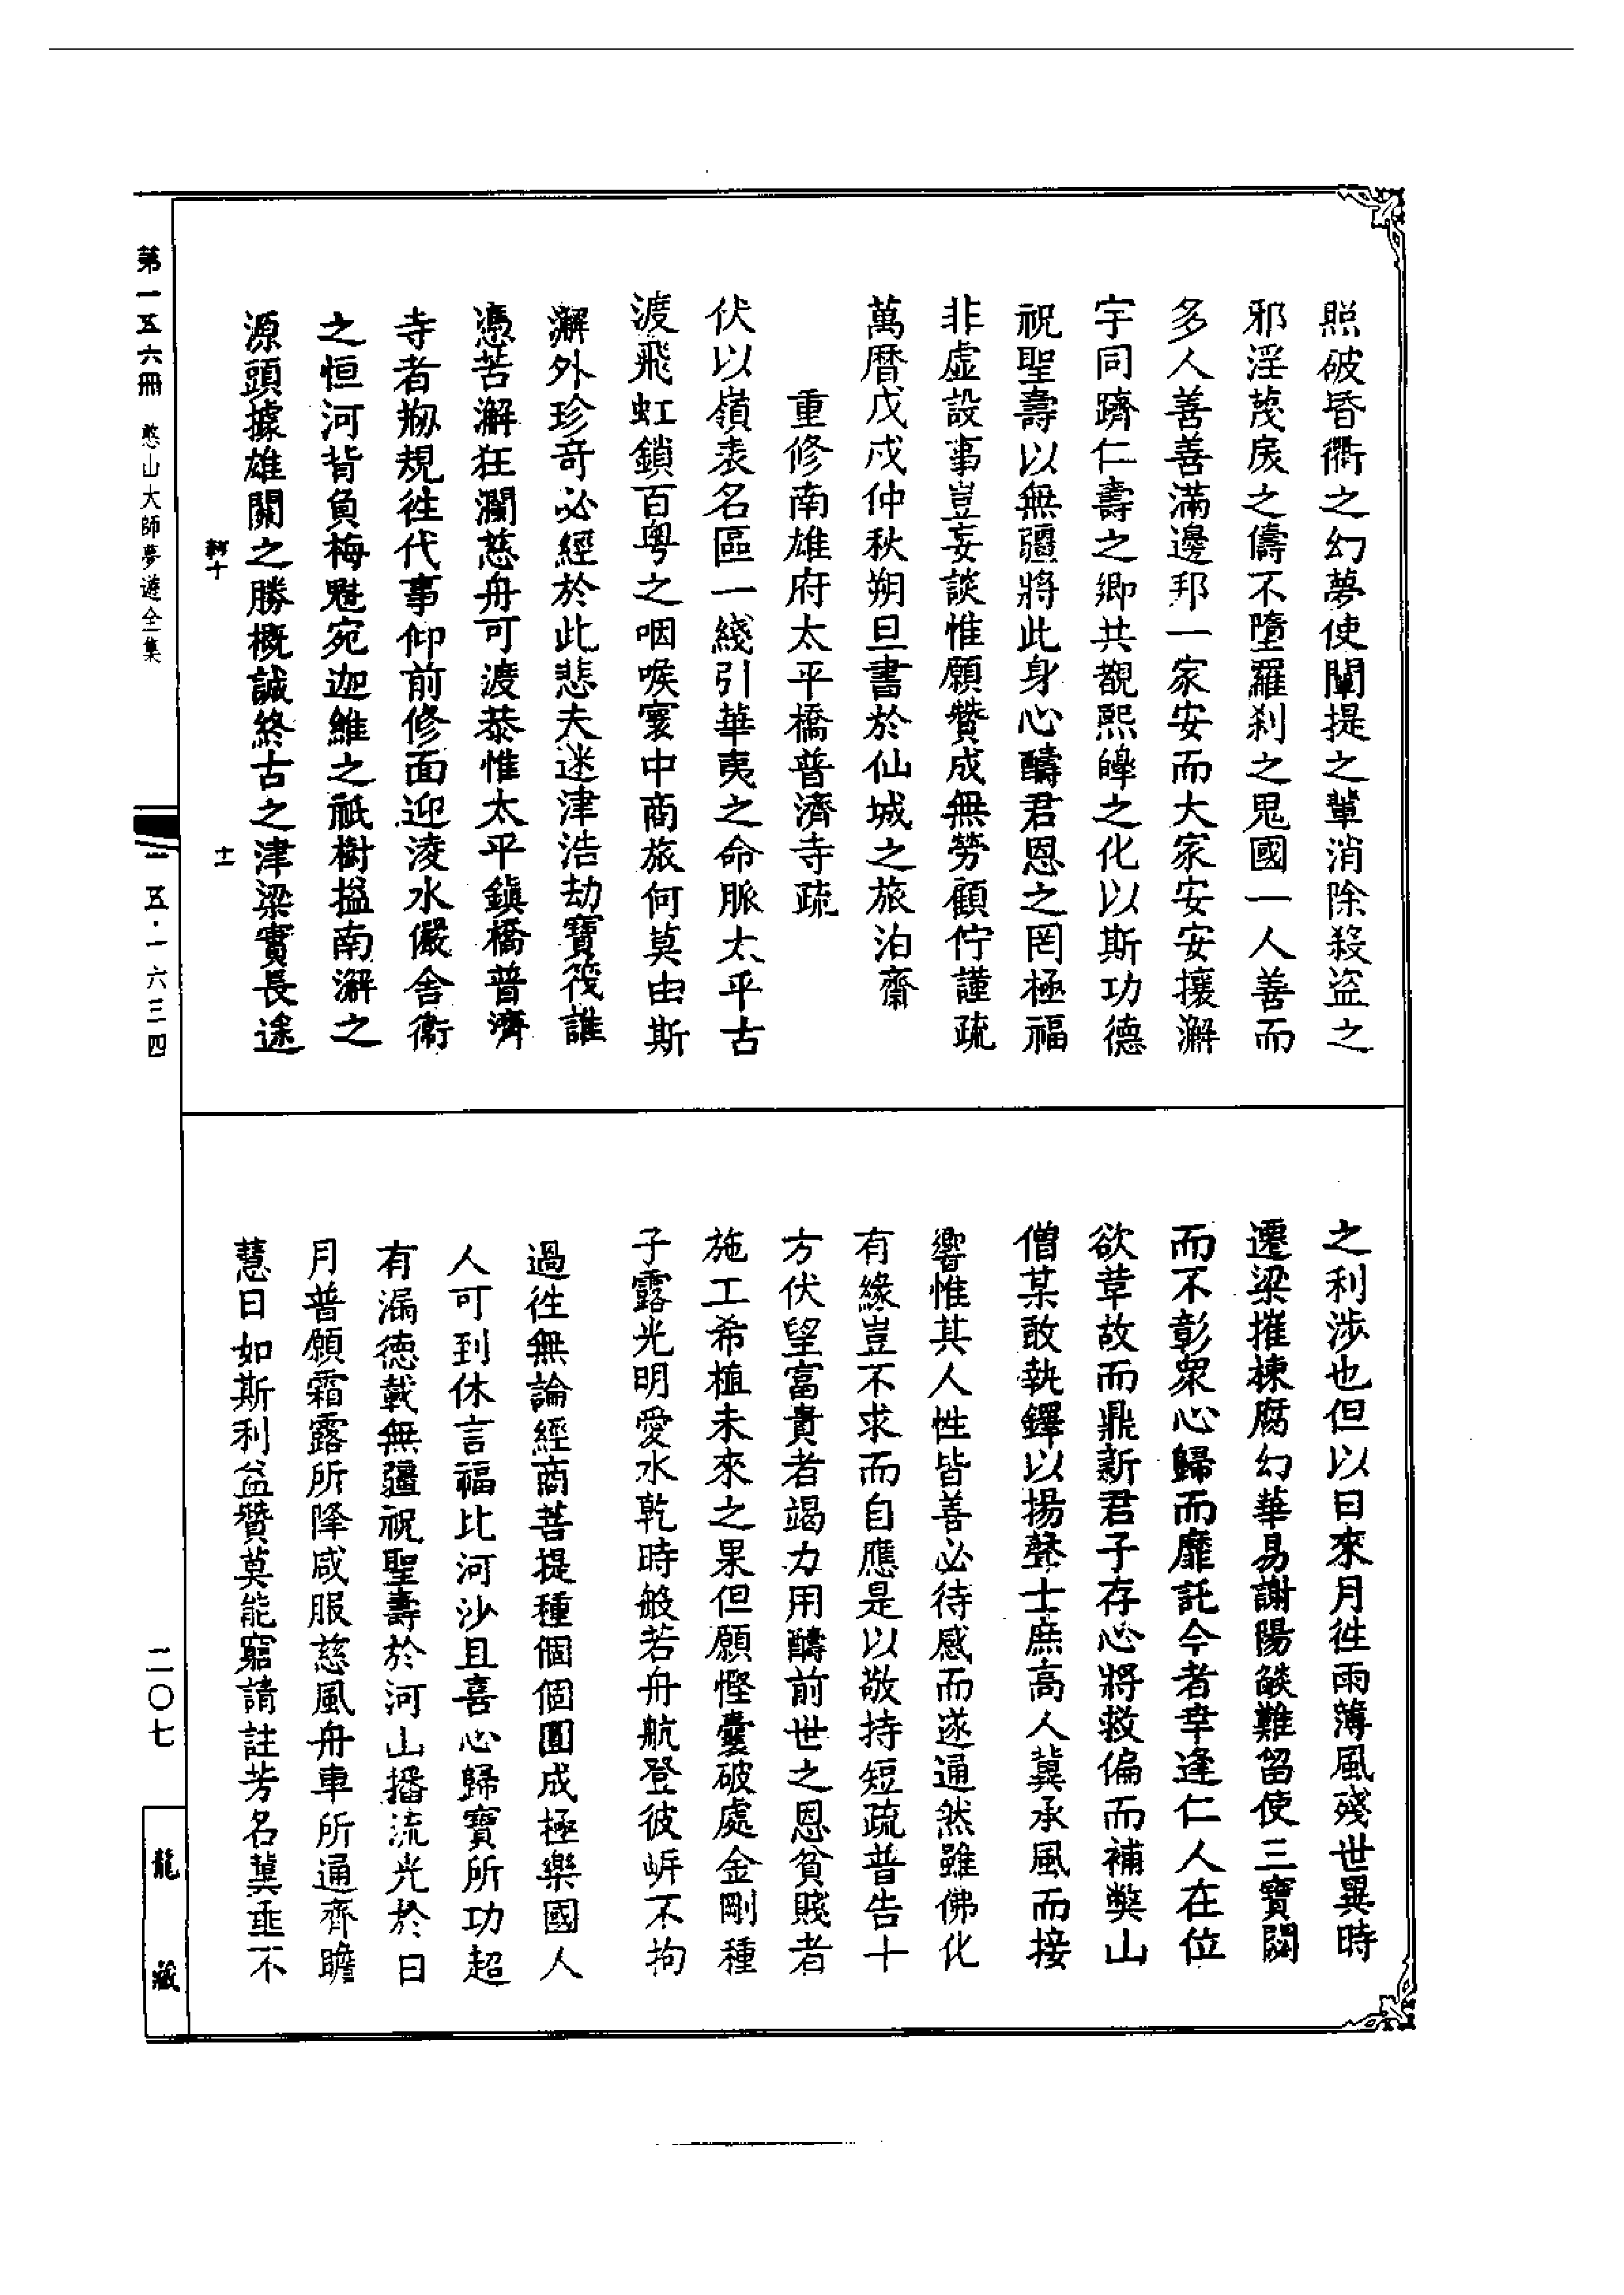 照破昏衢之幻夢使闡提之輩消除殺盜之
邪淫蔑戾之儔不墮羅刹之鬼國一人善而
多人善善滿邊邦一家安而大家安安攘澥
宇同躋仁壽之鄉共覩熙皥之化以斯功德
祝聖壽以無疆將此身心醻君恩之罔極福
非虛設事豈妄談惟願贊成無勞顧佇謹疏
萬曆戊戌仲秋朔旦書於仙城之旅泊齋
重修南雄府太平橋普濟寺疏
伏以嶺表名區一綫引華夷之命脈太平古
渡飛虹鎖百粤之咽喉寰中商旅何莫由斯
澥外珍奇必經於此悲夫迷津浩劫寶筏誰
憑苦澥狂瀾慈舟可渡恭惟太平鎮橋普濟
寺者剏規徃代事仰前修面迎淩水儼舍衞
之恒河背負梅魁宛迦維之祇樹搤南澥之
源頭據雄關之勝槪誠終古之津梁實長途
之利涉也但以日來月徃雨薄風殘世異時
遷梁摧棟腐幻華易謝陽燄難留使三寶閟
而不彰衆心歸而靡託今者幸逢仁人在位
欲革故而鼎新君子存心將救偏而補獘山
僧某敢執鐸以揚聲士庶高人冀承風而接
響惟其人性皆善必待感而遂通然雖佛化
有緣豈不求而自應是以敬持短疏普告十
方伏望富貴者竭力用醻前世之恩貧賤者
施工希植未來之果但願慳囊破處金剛種
子露光明愛水乾時般若舟航登彼岍不拘
過徃無論經商菩提種個個圓成極樂國人
人可到休言福比河沙且喜心歸寶所功超
有漏德載無疆祝聖壽於河山播流光於日
月普願霜露所降咸服慈風舟車所通齊瞻
慧日如斯利益贊莫能窮請註芳名冀垂不
第一五六冊 憨山大師夢遊全集
十一
一五·一六三四
二〇七
龍藏